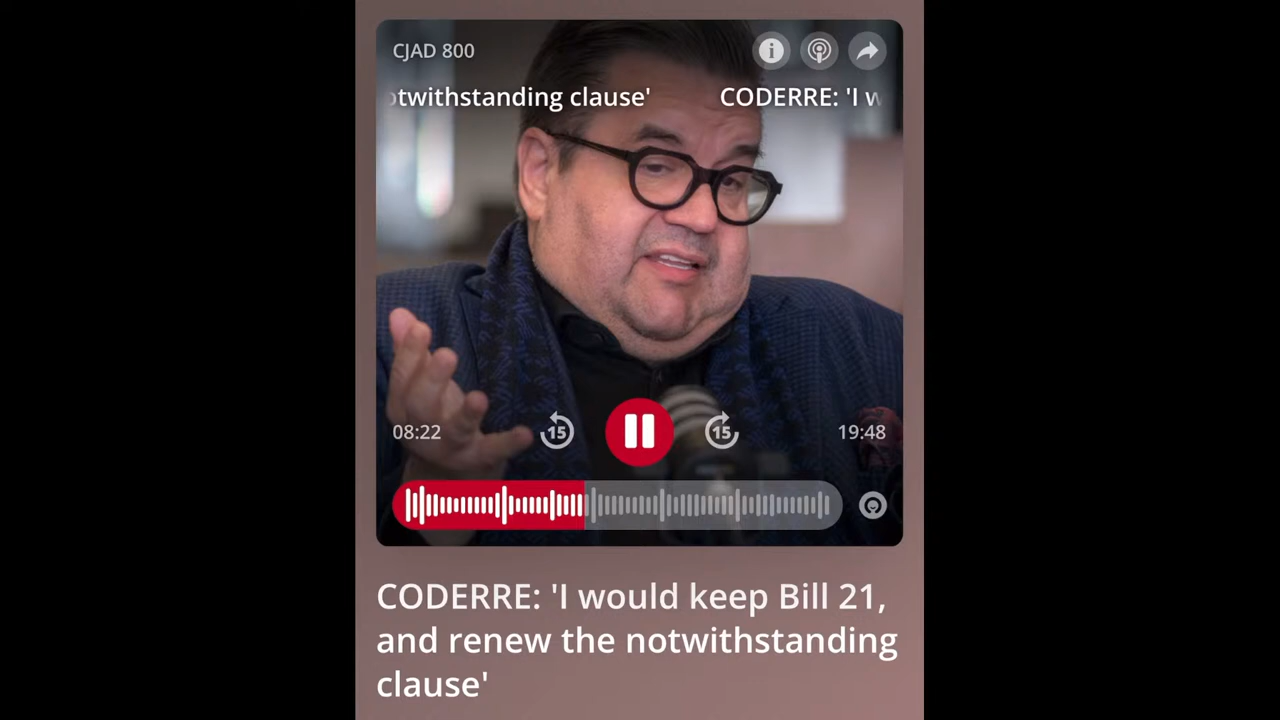 CJAD 800
otwithstanding clause' CODERRE: 'I w
08:22
15
15
19:48
CODERRE: 'I would keep Bill 21,
and renew the notwithstanding
clause'